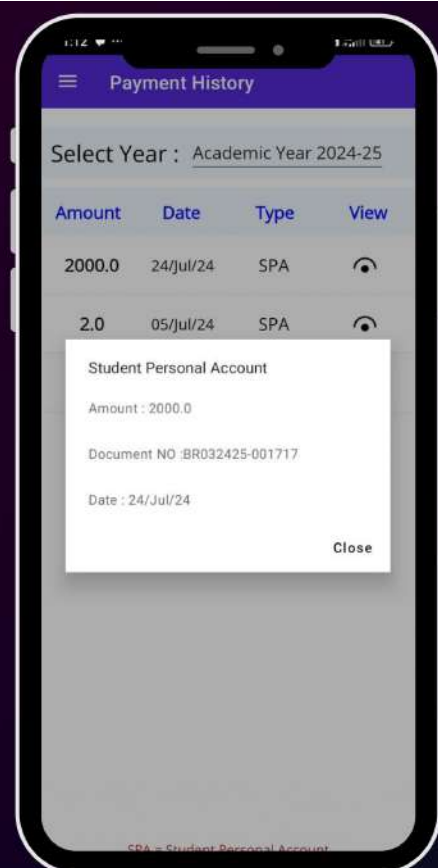 1:12
Payment History
Select Year : Academic Year 2024-25
Amount Date Type View
2000.0 24/Jul/24 SPA
2.0 05/Jul/24 SPA
Student Personal Account
Amount : 2000.0
Document NO :BR032425-001717
Date : 24/Jul/24
Close
SPA = Student Personal Account